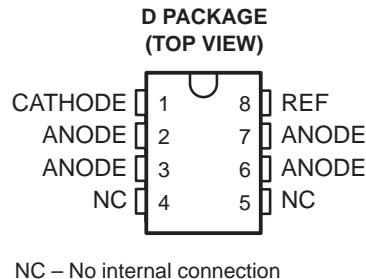 D PACKAGE
(TOP VIEW)
CATHODE 1 8 REF
ANODE 2 7 ANODE
ANODE 3 6 ANODE
NC 4 5 NC
NC – No internal connection